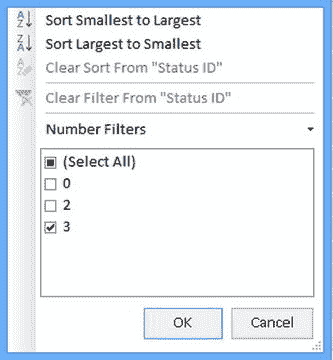 Sort Smallest to Largest
Sort Largest to Smallest
Clear Sort From "Status ID"
Clear Filter From "Status ID"
Number Filters
(Select All)
0
2
3
OK Cancel